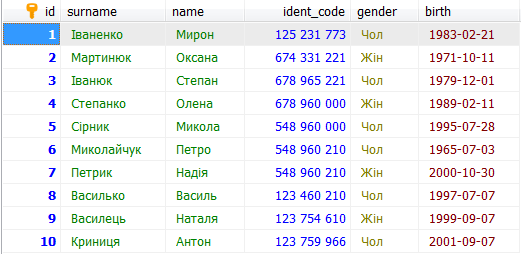 id surname name ident_code gender birth
1 Іваненко Мирон 125 231 773 Чол 1983-02-21
2 Мартинюк Оксана 674 331 221 Жін 1971-10-11
3 Іванюк Степан 678 965 221 Чол 1979-12-01
4 Степанко Олена 678 960 000 Жін 1989-02-11
5 Сірник Микола 548 960 000 Чол 1995-07-28
6 Миколайчук Петро 548 960 210 Чол 1965-07-03
7 Петрик Надія 548 960 210 Жін 2000-10-30
8 Василько Василь 123 460 210 Чол 1997-07-07
9 Василець Наталя 123 754 610 Жін 1999-09-07
10 Криниця Антон 123 759 966 Чол 2001-09-07